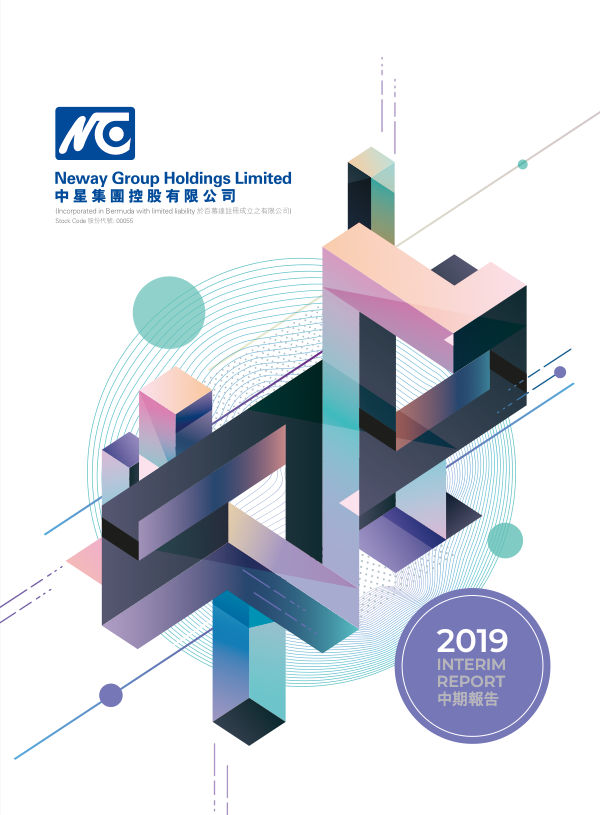 NC
Neway Group Holdings Limited
中星集團控股有限公司
(Incorporated in Bermuda with limited liability 於百慕達註冊成立之有限公司)
Stock Code 股份代號: 00055
2019
INTERIM
REPORT
中期報告